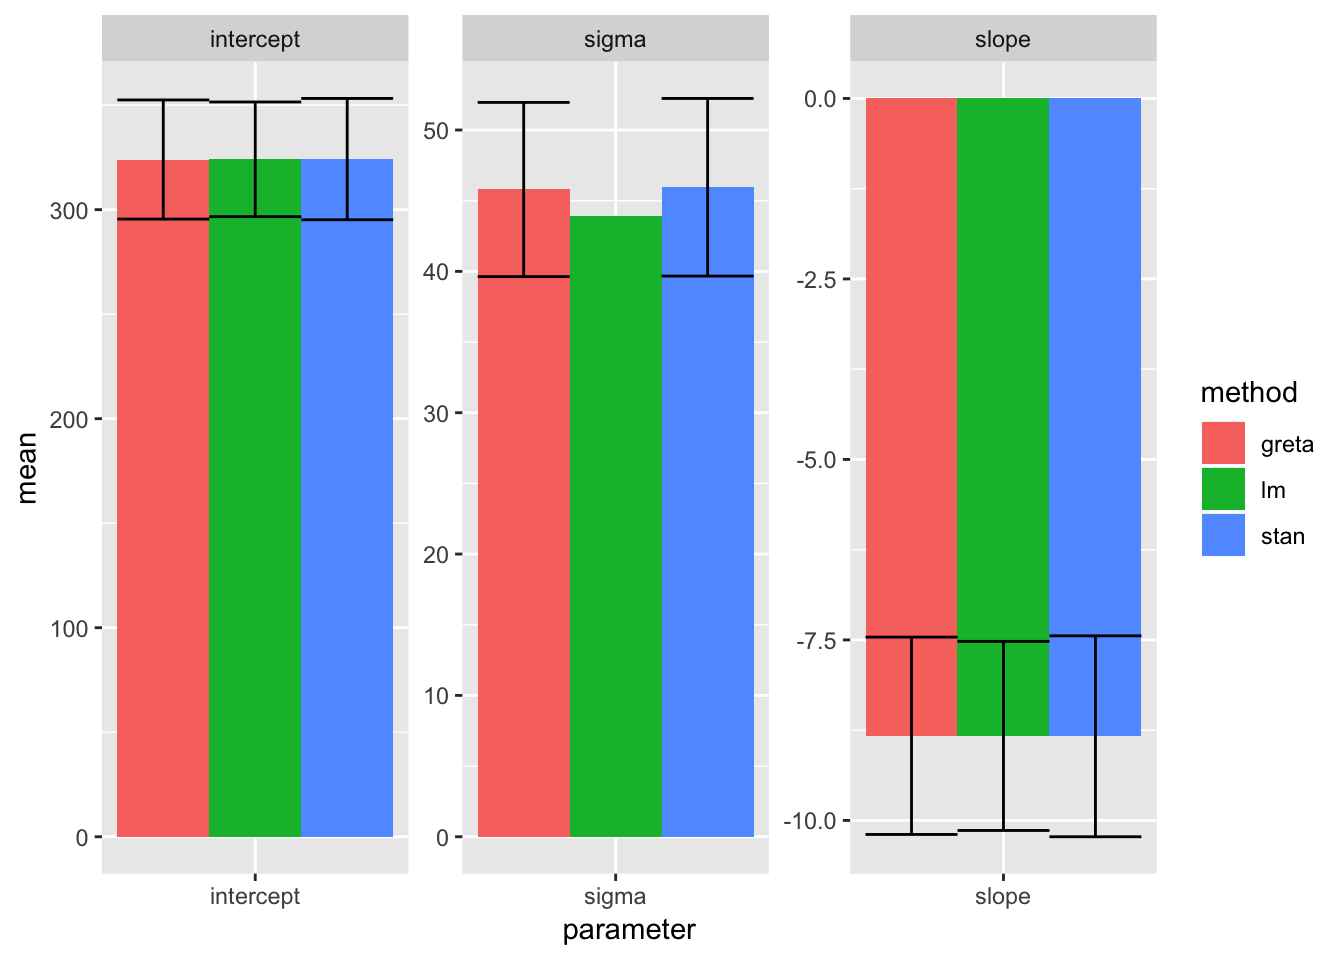 intercept
sigma
slope
mean
300
200
100
0
50
40
30
20
10
0
0.0
-2.5
-5.0
-7.5
-10.0
intercept
sigma
slope
parameter
method
greta
lm
stan